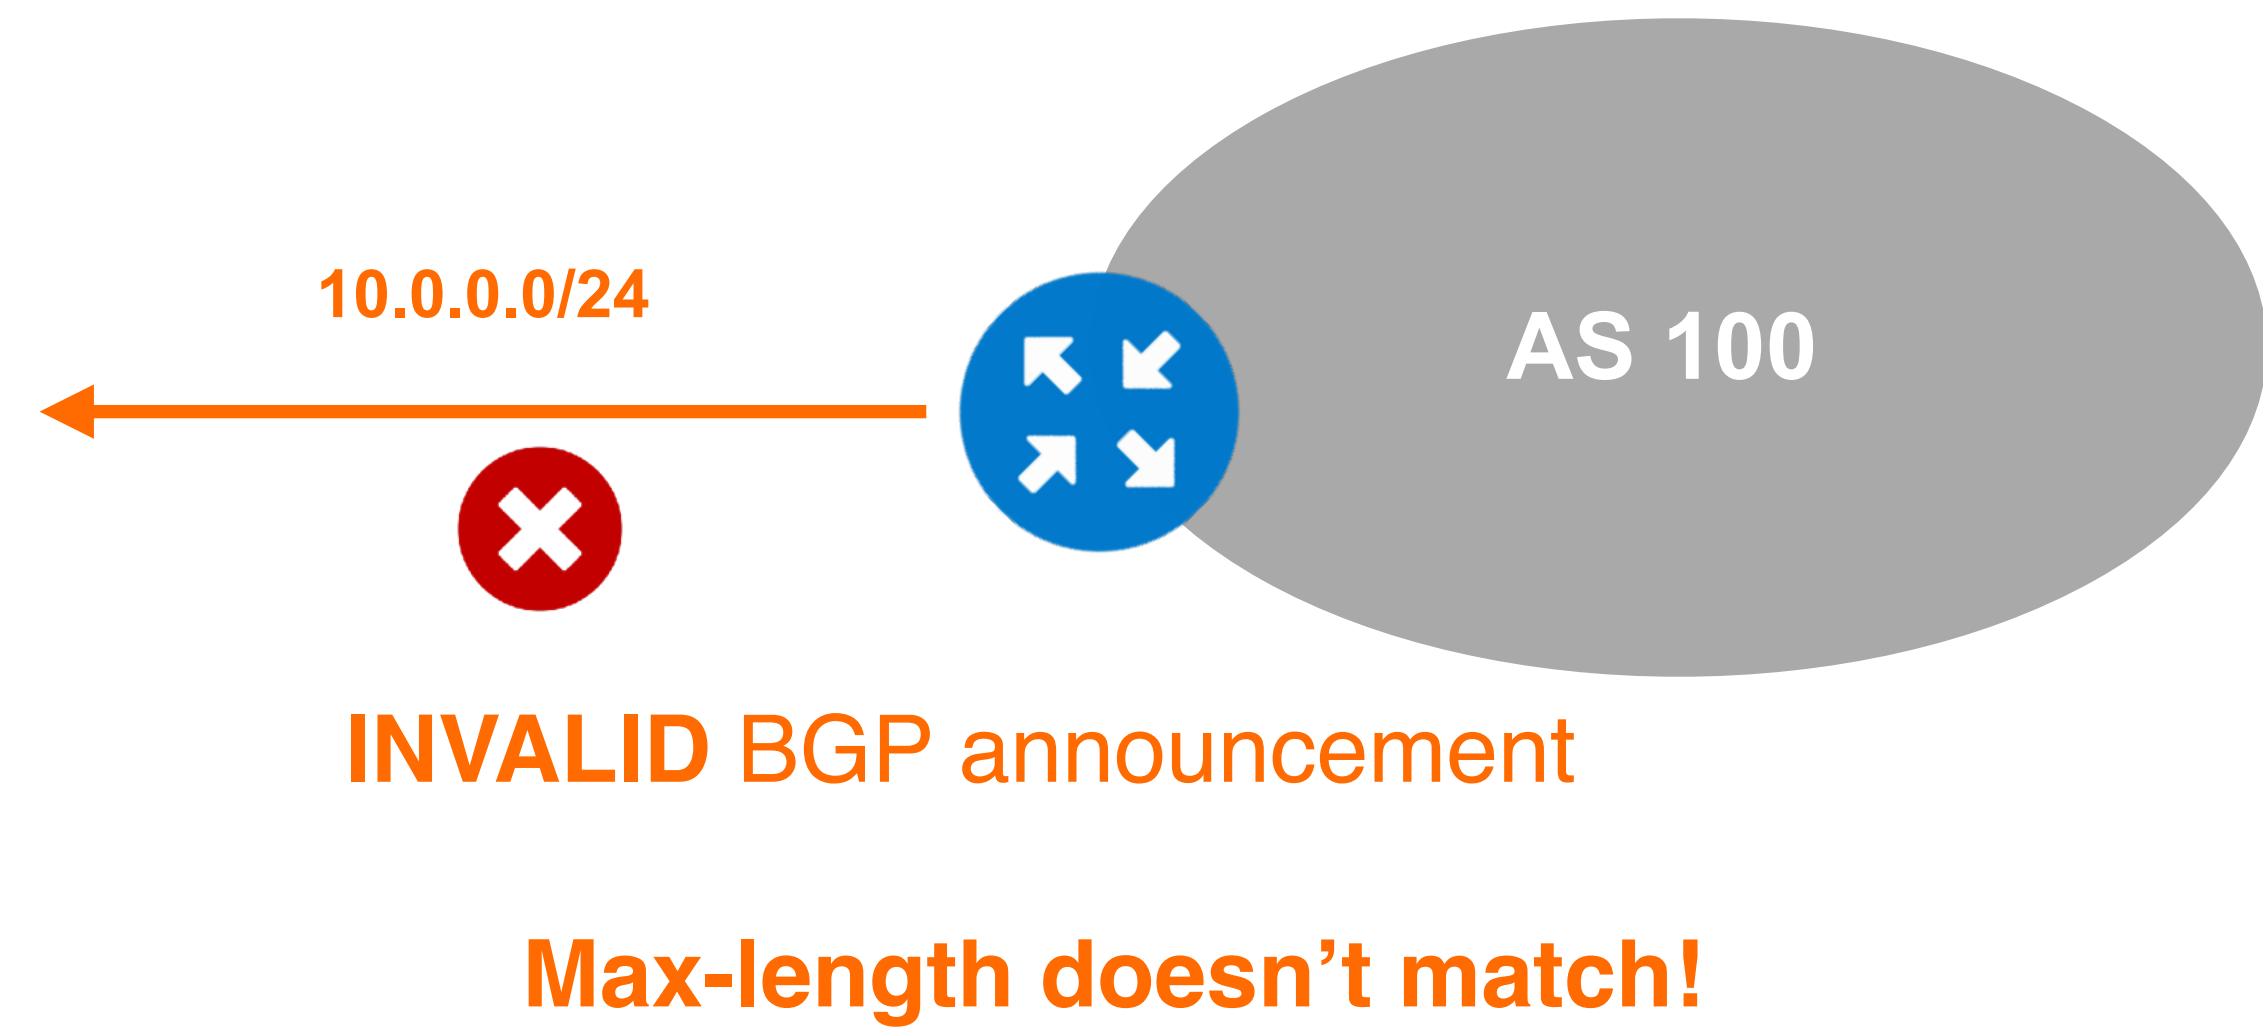 10.0.0.0/24
AS 100
INVALID BGP announcement
Max-length doesn’t match!